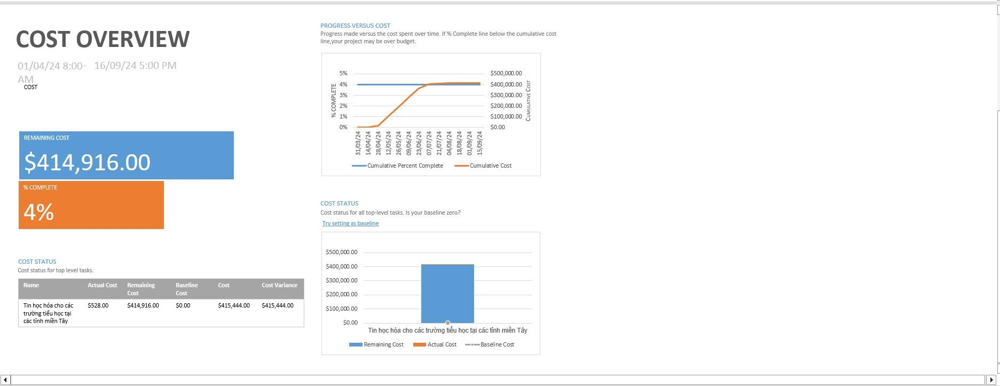 COST OVERVIEW
01/04/24 8:00- 16/09/24 5:00 PM
AM
COST
REMAINING COST
$414,916.00
% COMPLETE
4%
COST STATUS
Cost status for top level tasks.
Name Actual Cost Remaining Cost Baseline Cost Cost Cost Variance
Tin học hóa cho các $528.00 $414,916.00 $0.00 $415,444.00 $415,444.00
trường tiểu học tại
các tỉnh miền Tây
PROGRESS VERSUS COST
Progress made versus the cost spent over time. If % Complete line below the cumulative cost
line,your project may be over budget.
5%
4%
3%
2%
1%
0%
% COMPLETE
$500,000.00
$400,000.00
$300,000.00
$200,000.00
$100,000.00
$0.00
CUMULATIVE COST
31/03/24
14/04/24
28/04/24
12/05/24
26/05/24
09/06/24
23/06/24
07/07/24
21/07/24
04/08/24
18/08/24
01/09/24
15/09/24
Cumulative Percent Complete Cumulative Cost
COST STATUS
Cost status for all top-level tasks. Is your baseline zero?
Try setting as baseline
$500,000.00
$400,000.00
$300,000.00
$200,000.00
$100,000.00
$0.00
Tin học hóa cho các trường tiểu học tại các tỉnh miền Tây
Remaining Cost Actual Cost Baseline Cost